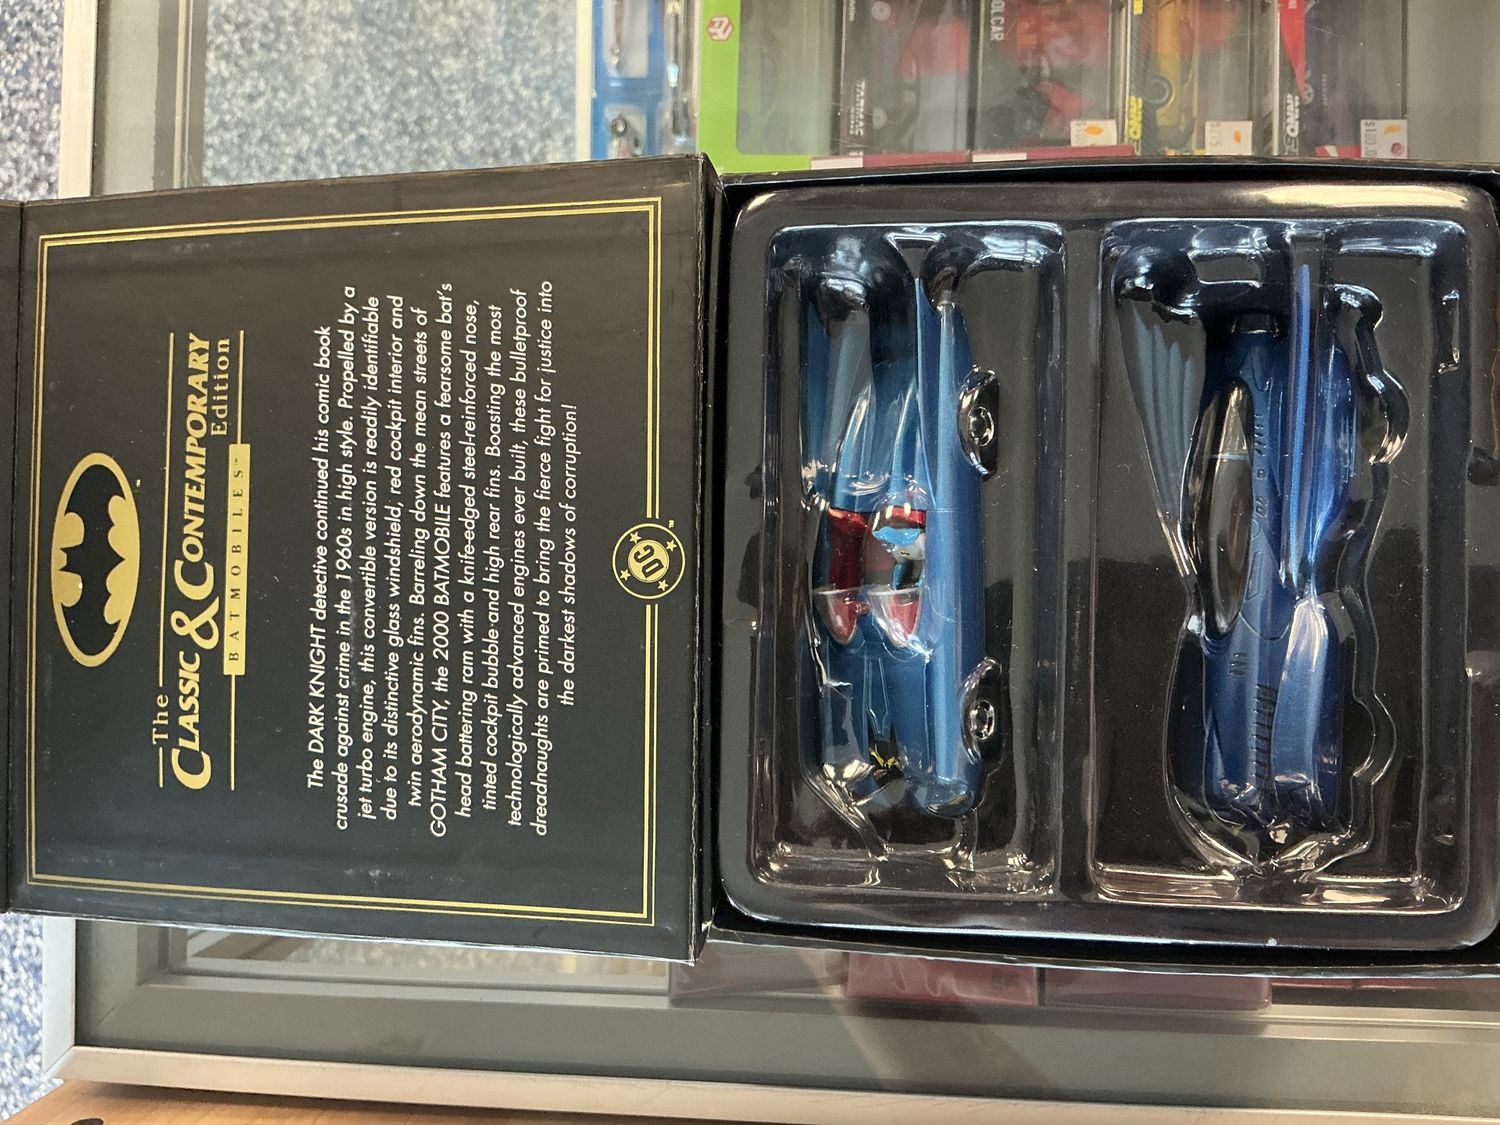 The
CLASSIC & CONTEMPORARY
Edition
BATMOBILES™
The DARK KNIGHT detective continued his comic book
crusade against crime in the 1960s in high style. Propelled by a
jet turbo engine, this convertible version is readily identifiable
due to its distinctive glass windshield, red cockpit interior and
twin aerodynamic fins. Barreling down the mean streets of
GOTHAM CITY, the 2000 BATMOBILE features a fearsome bat's
head battering ram with a knife-edged steel-reinforced nose,
tinted cockpit bubble and high rear fins. Boasting the most
technologically advanced engines ever built, these bulletproof
dreadnaughts are primed to bring the fierce fight for justice into
the darkest shadows of corruption!
DC
TARMAC